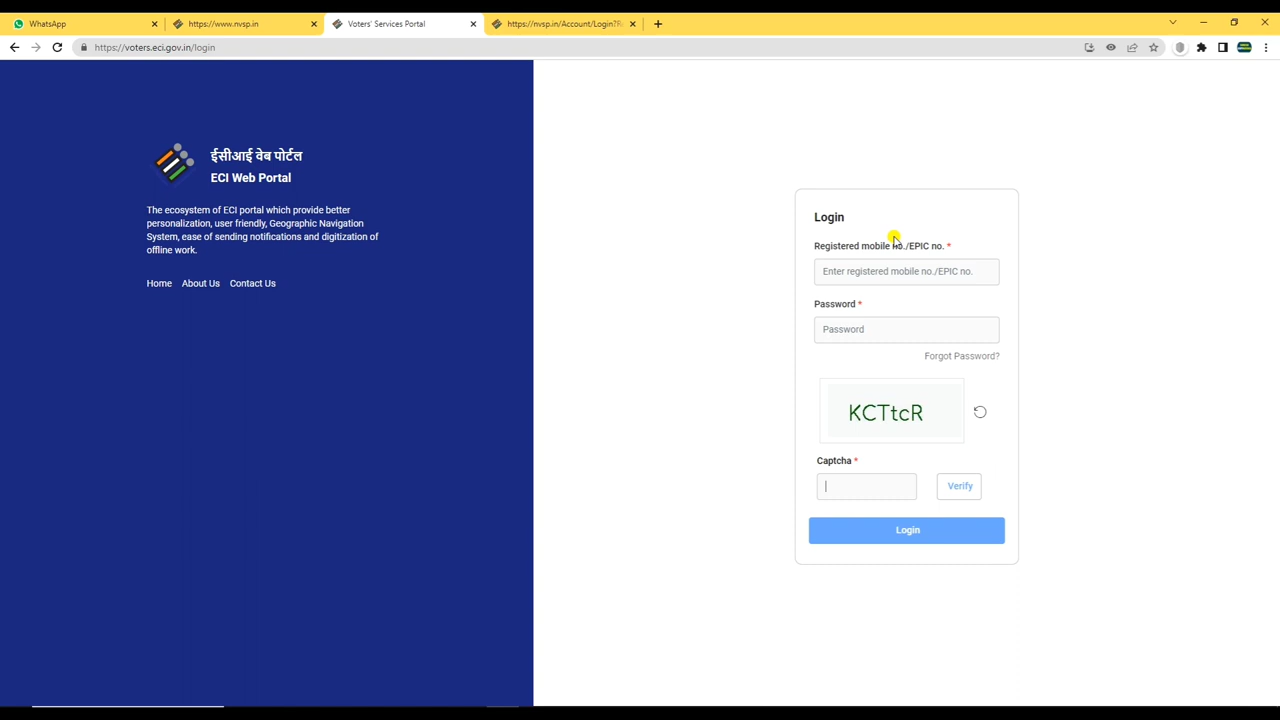 WhatsApp
https://www.nvsp.in
Voters' Services Portal
https://nvsp.in/Account/Login?R
https://voters.eci.gov.in/login
ईसीआई वेब पोर्टल
ECI Web Portal
The ecosystem of ECI portal which provide better
personalization, user friendly, Geographic Navigation
System, ease of sending notifications and digitization of
offline work.
Home About Us Contact Us
Login
Registered mobile no./EPIC no. *
Enter registered mobile no./EPIC no.
Password *
Password
Forgot Password?
KCTtcR
Captcha *
Verify
Login